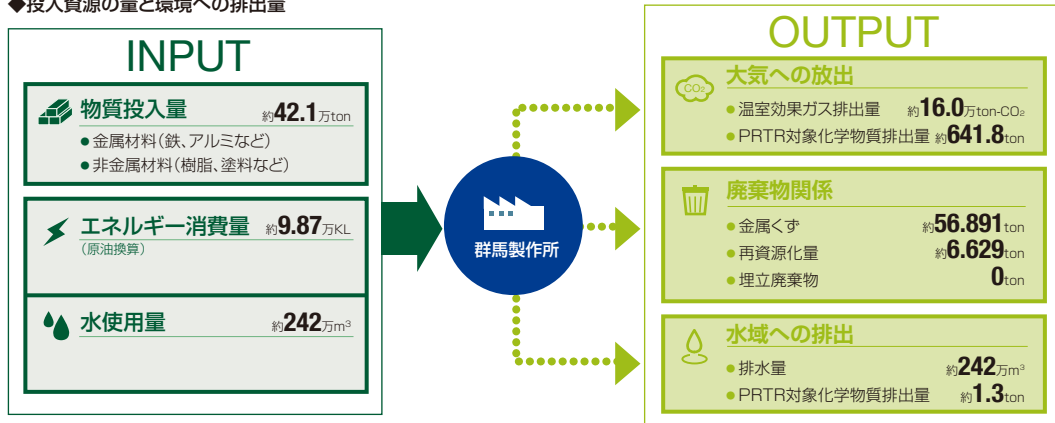 ◆投入資源の量と環境への排出量
INPUT
物質投入量 約42.1万ton
●金属材料(鉄、アルミなど)
●非金属材料(樹脂、塗料など)
エネルギー消費量 約9.87万KL
(原油換算)
水使用量 約242万m³
群馬製作所
OUTPUT
CO₂
大気への放出
●温室効果ガス排出量 約16.0万ton-CO₂
●PRTR対象化学物質排出量 約641.8ton
廃棄物関係
●金属くず 約56.891ton
●再資源化量 約6.629ton
●埋立廃棄物 0ton
水域への排出
●排水量 約242万m³
●PRTR対象化学物質排出量 約1.3ton